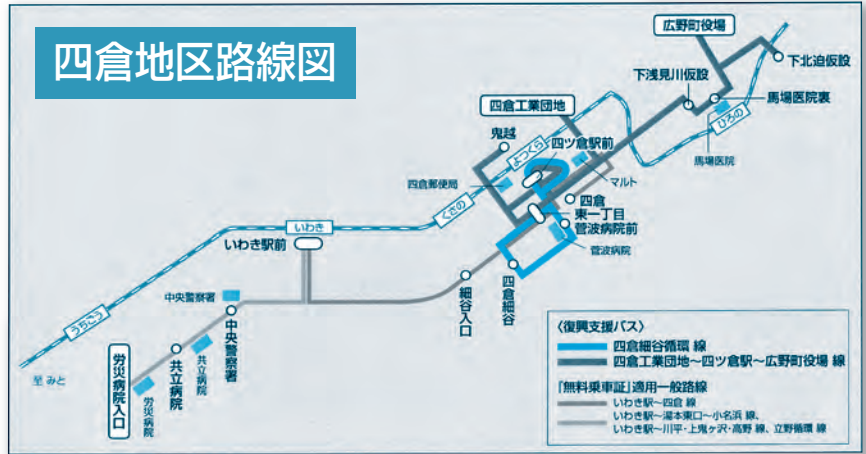 四倉地区路線図
広野町役場
下北迫仮設
下浅見川仮設
馬場医院裏
ひろの
馬場医院
四倉工業団地
鬼越
よつくら
四ツ倉駅前
マルト
四倉郵便局
くさの
四倉
東一丁目
菅波病院前
菅波病院
いわき
いわき駅前
細谷入口
四倉細谷
中央警察署
中央警察署
うちごう
共立病院
共立病院
労災病院入口
労災病院
至 みと
〈復興支援バス〉
四倉細谷循環 線
四倉工業団地～四ツ倉駅～広野町役場 線
「無料乗車証」適用一般路線
いわき駅～四倉 線
いわき駅～湯本東口～小名浜 線、
いわき駅～川平・上鬼ヶ沢・高野 線、立野循環 線